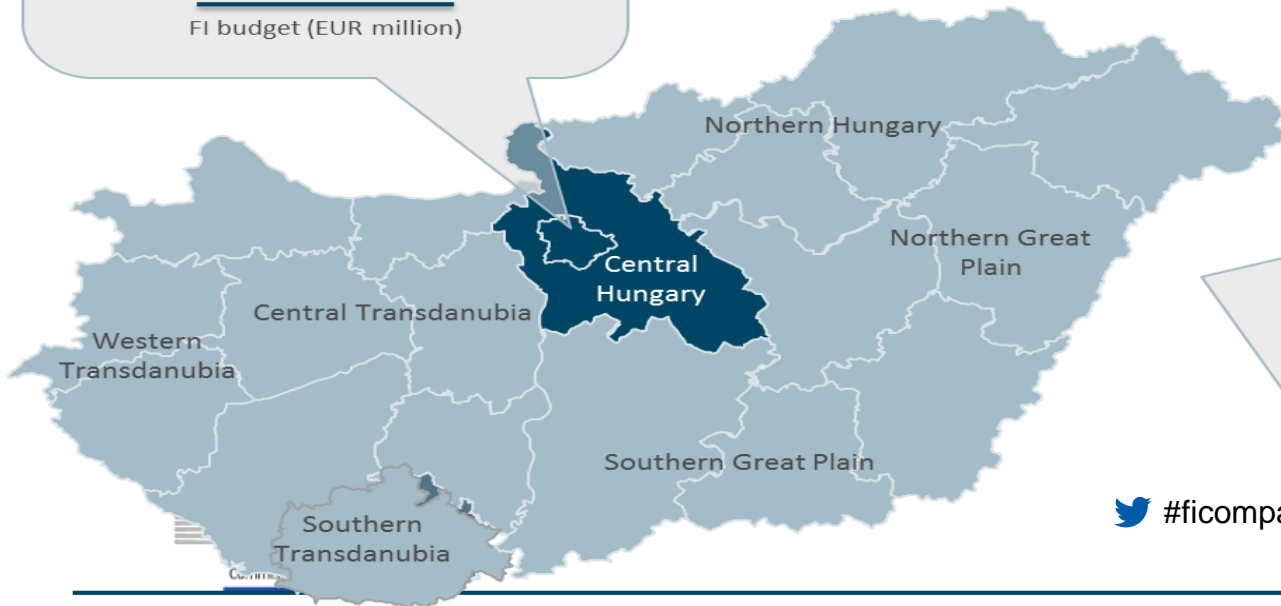 FI budget (EUR million)
Northern Hungary
Northern Great
Plain
Central
Hungary
Central Transdanubia
Western
Transdanubia
Southern Great Plain
#ficompa
Southern
Transdanubia